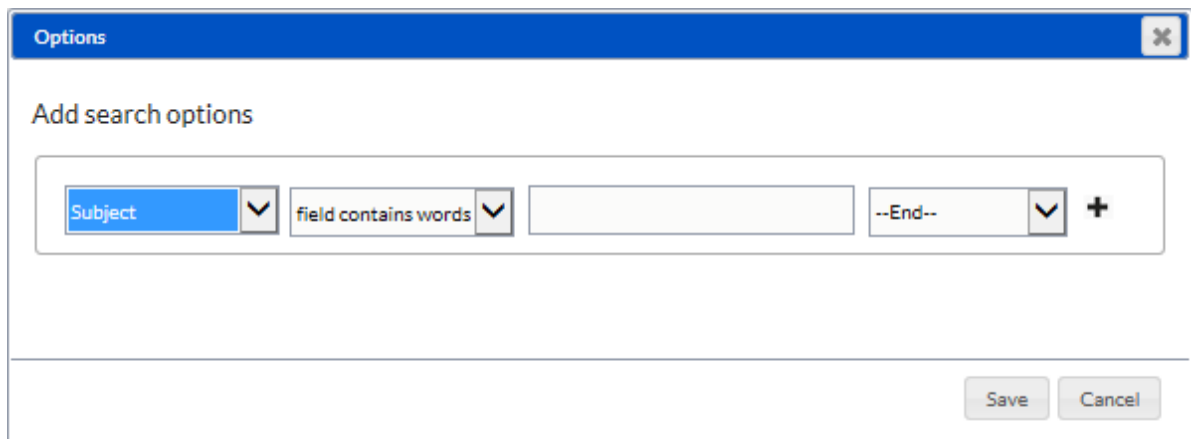 Options
Add search options
Subject field contains words --End--
Save Cancel